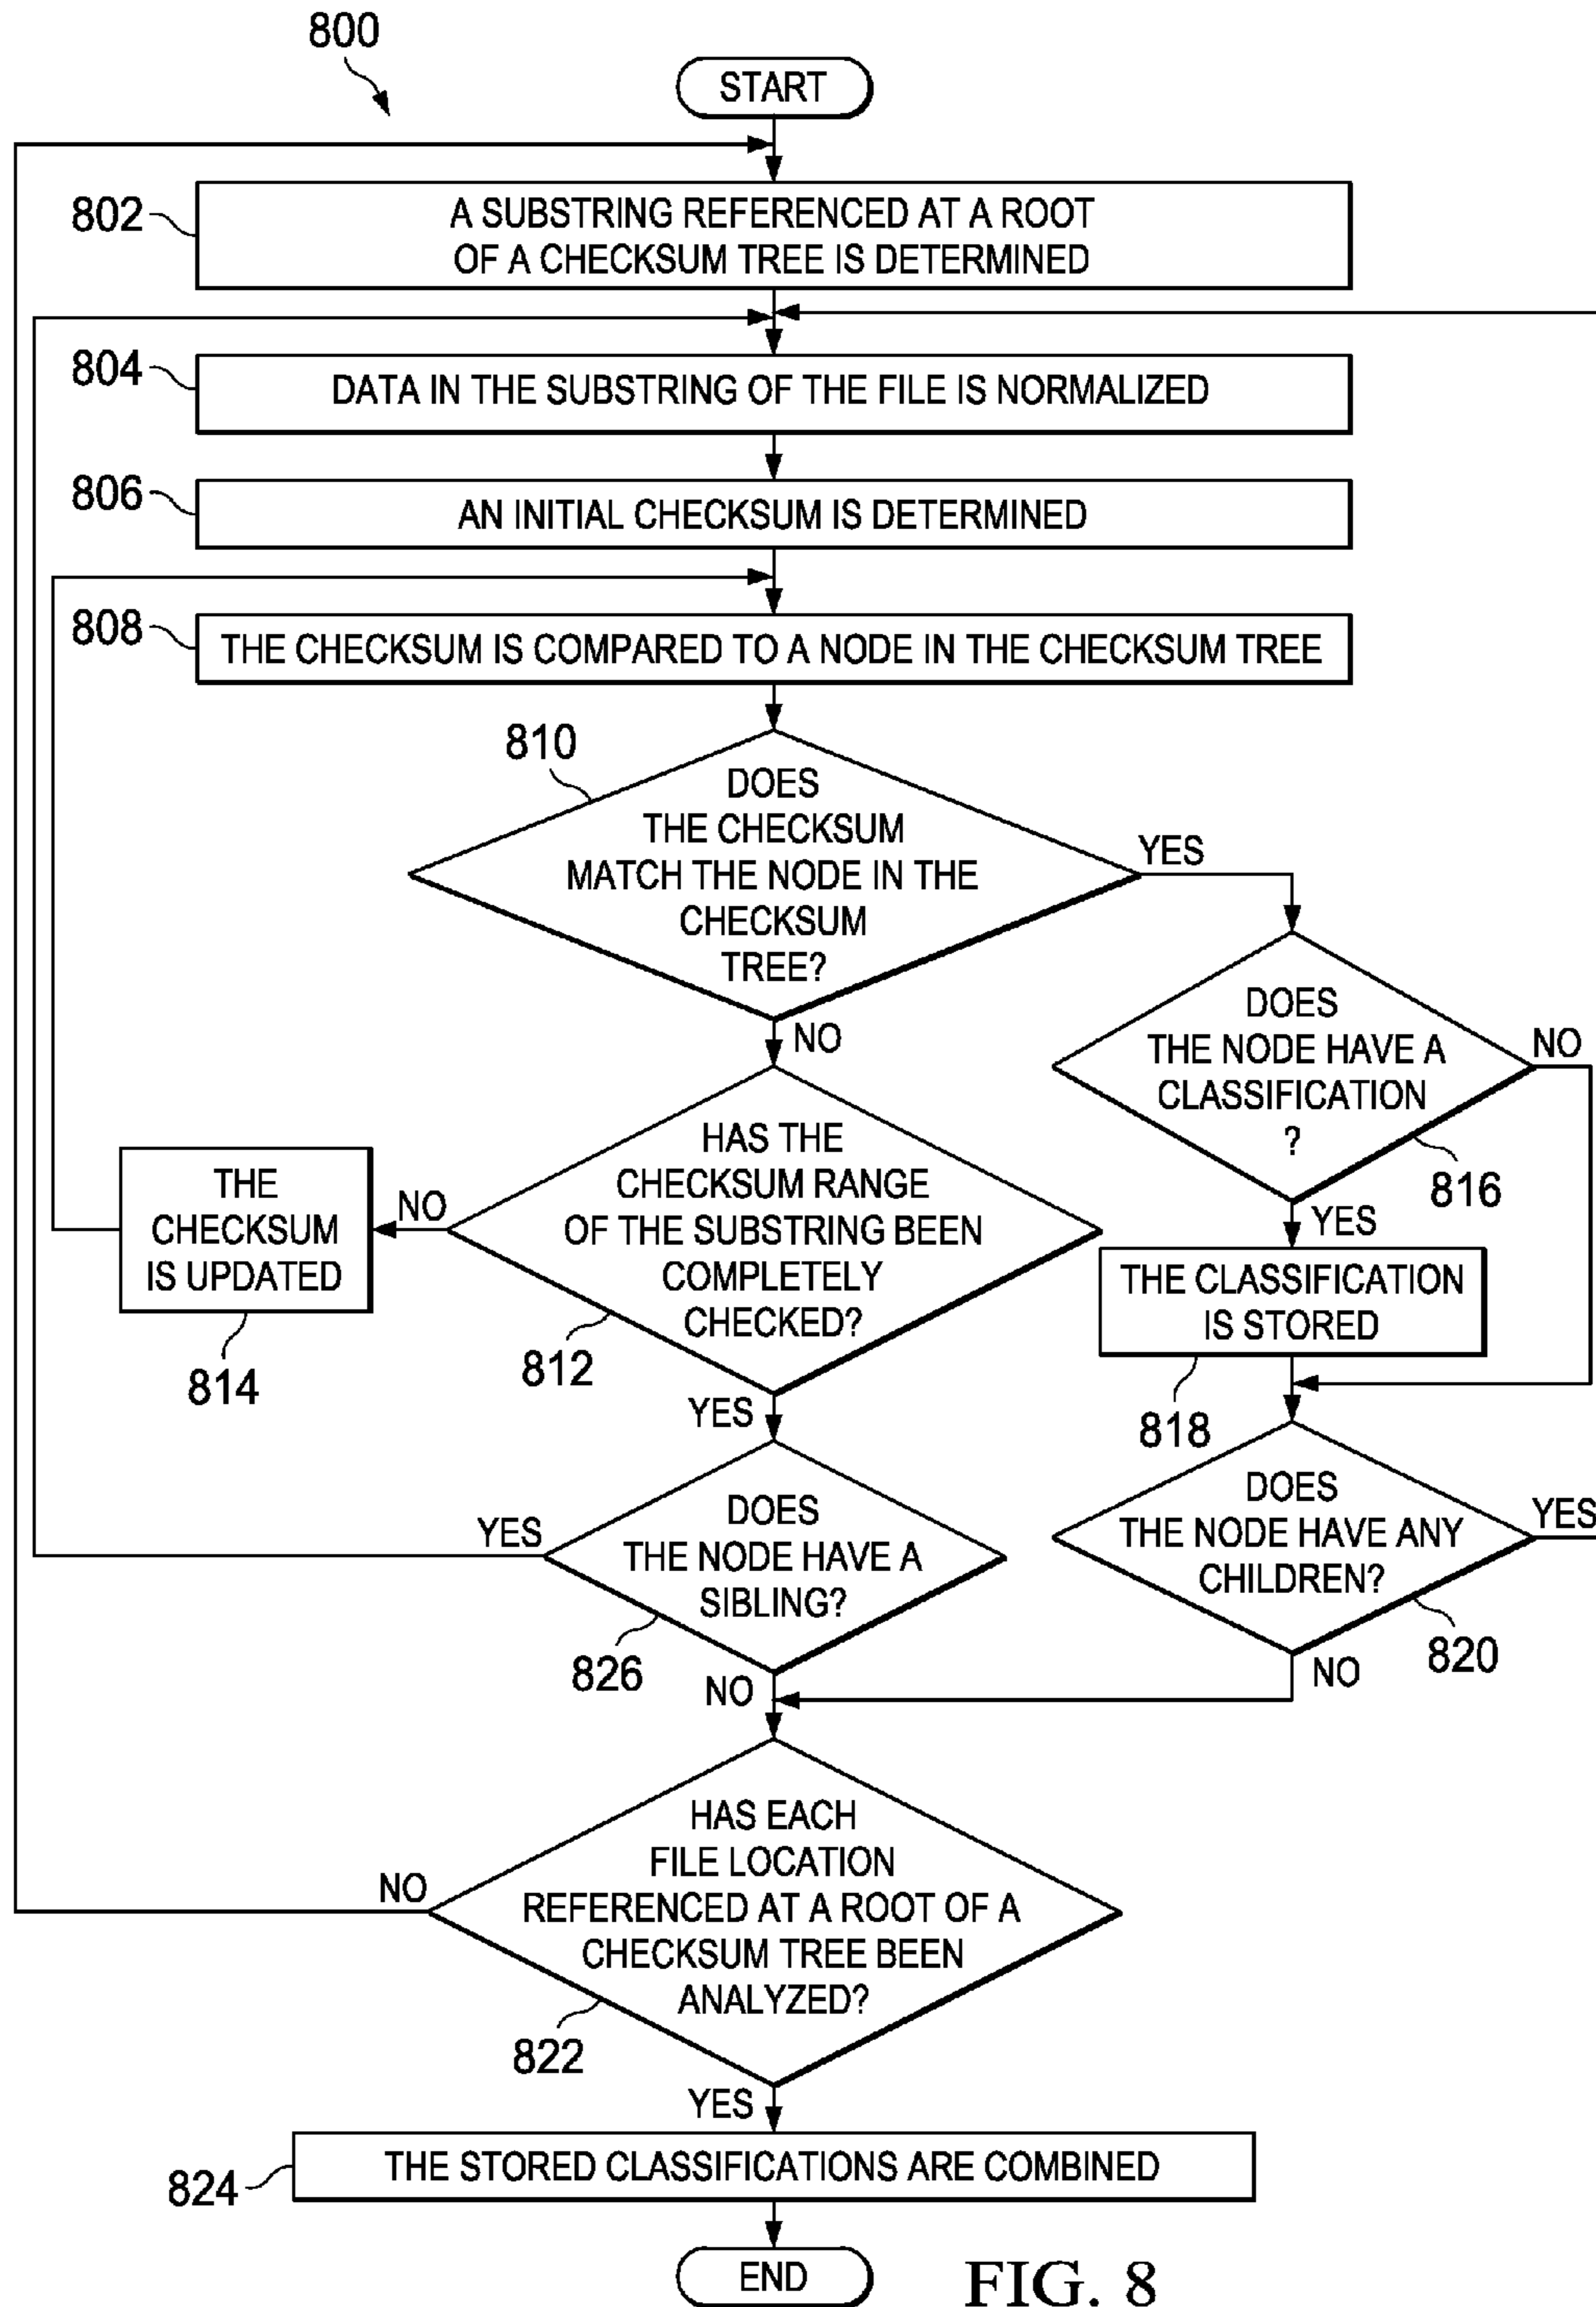 800
START
802
A SUBSTRING REFERENCED AT A ROOT
OF A CHECKSUM TREE IS DETERMINED
804
DATA IN THE SUBSTRING OF THE FILE IS NORMALIZED
806
AN INITIAL CHECKSUM IS DETERMINED
808
THE CHECKSUM IS COMPARED TO A NODE IN THE CHECKSUM TREE
810
DOES
THE CHECKSUM
MATCH THE NODE IN THE
CHECKSUM
TREE?
YES
NO
DOES
THE NODE HAVE A
CLASSIFICATION
?
NO
816
YES
HAS THE
CHECKSUM RANGE
OF THE SUBSTRING BEEN
COMPLETELY
CHECKED?
812
NO
THE
CHECKSUM
IS UPDATED
814
THE CLASSIFICATION
IS STORED
818
YES
DOES
THE NODE HAVE A
SIBLING?
YES
826
NO
DOES
THE NODE HAVE ANY
CHILDREN?
YES
820
NO
HAS EACH
FILE LOCATION
REFERENCED AT A ROOT OF A
CHECKSUM TREE BEEN
ANALYZED?
NO
822
YES
824
THE STORED CLASSIFICATIONS ARE COMBINED
END
FIG. 8